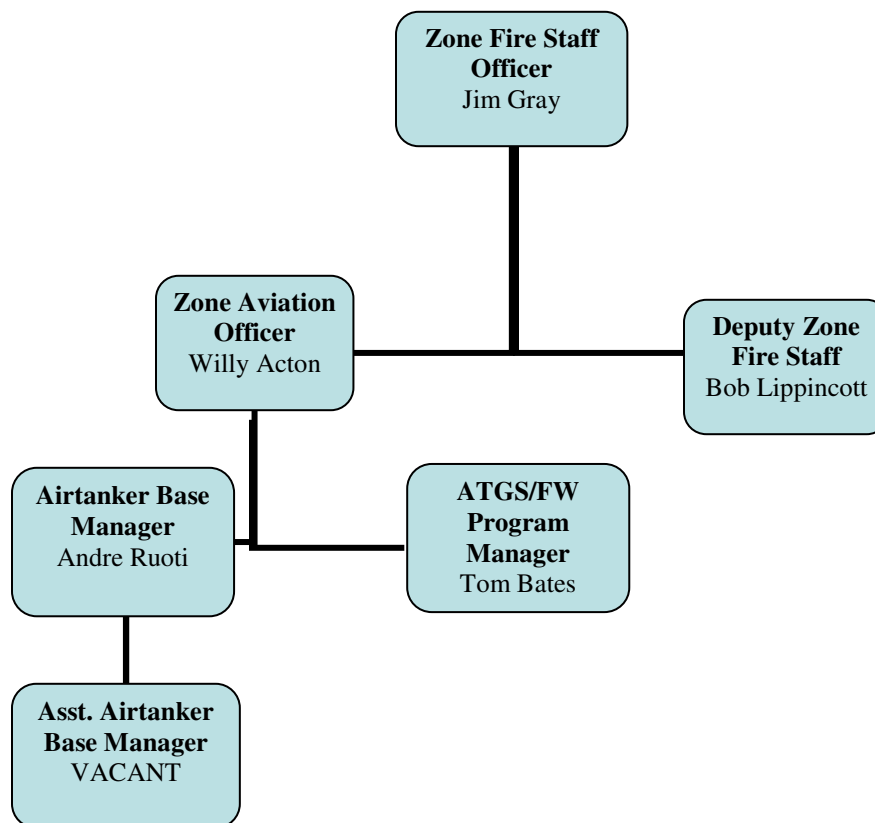 Zone Fire Staff
Officer
Jim Gray
Zone Aviation
Officer
Willy Acton
Deputy Zone
Fire Staff
Bob Lippincott
Airtanker Base
Manager
Andre Ruoti
ATGS/FW
Program
Manager
Tom Bates
Asst. Airtanker
Base Manager
VACANT